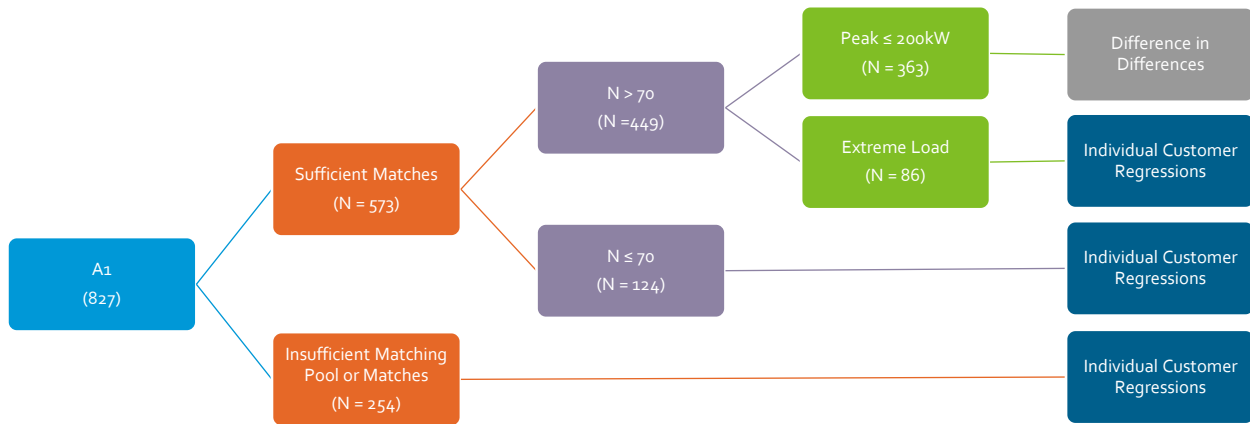 A1
(827)
Sufficient Matches
(N = 573)
Insufficient Matching
Pool or Matches
(N = 254)
N > 70
(N =449)
N ≤ 70
(N = 124)
Peak ≤ 200kW
(N = 363)
Extreme Load
(N = 86)
Difference in
Differences
Individual Customer
Regressions
Individual Customer
Regressions
Individual Customer
Regressions